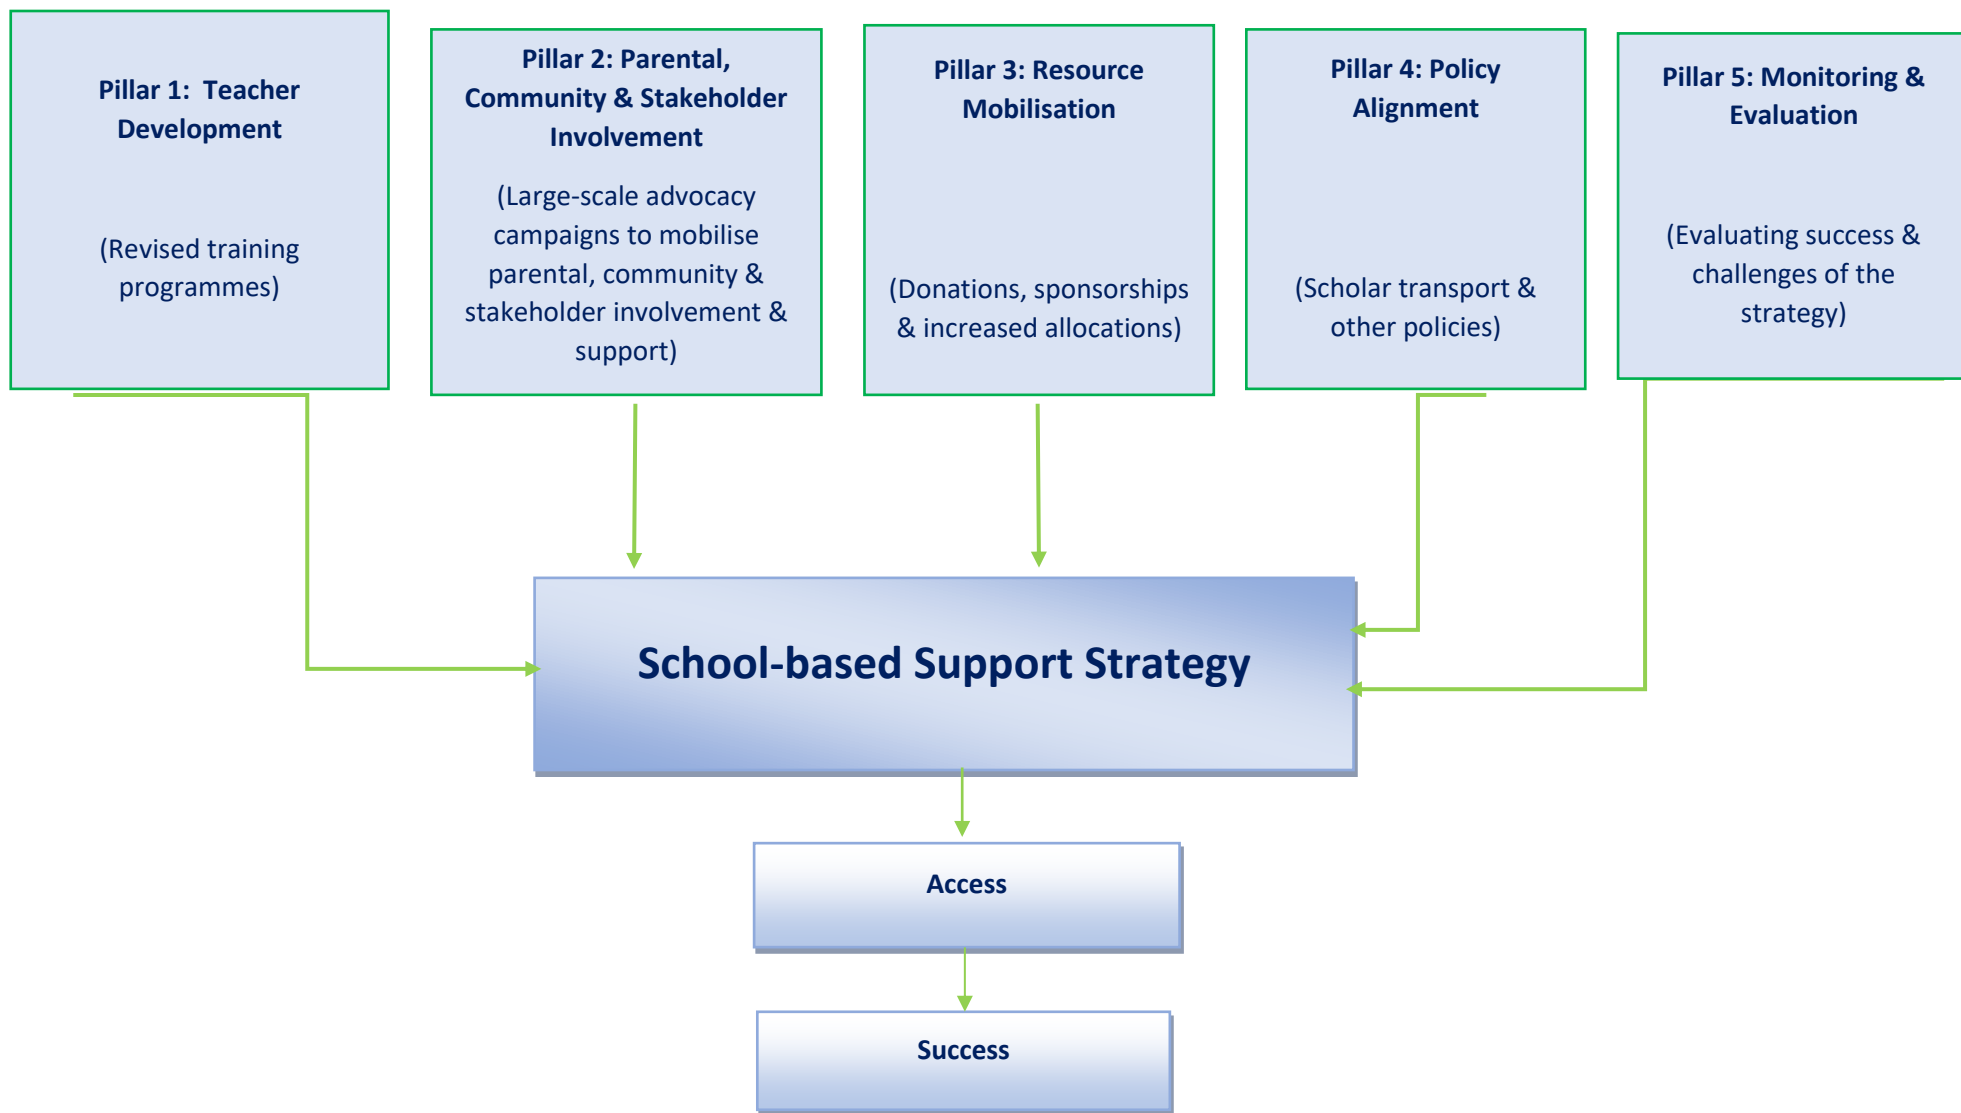 Pillar 1:  Teacher
Development
(Revised training
programmes)
Pillar 2: Parental,
Community & Stakeholder
Involvement
(Large-scale advocacy
campaigns to mobilise
parental, community &
stakeholder involvement &
support)
Pillar 3: Resource
Mobilisation
(Donations, sponsorships
& increased allocations)
Pillar 4: Policy
Alignment
(Scholar transport &
other policies)
Pillar 5: Monitoring &
Evaluation
(Evaluating success &
challenges of the
strategy)
School-based Support Strategy
Access
Success